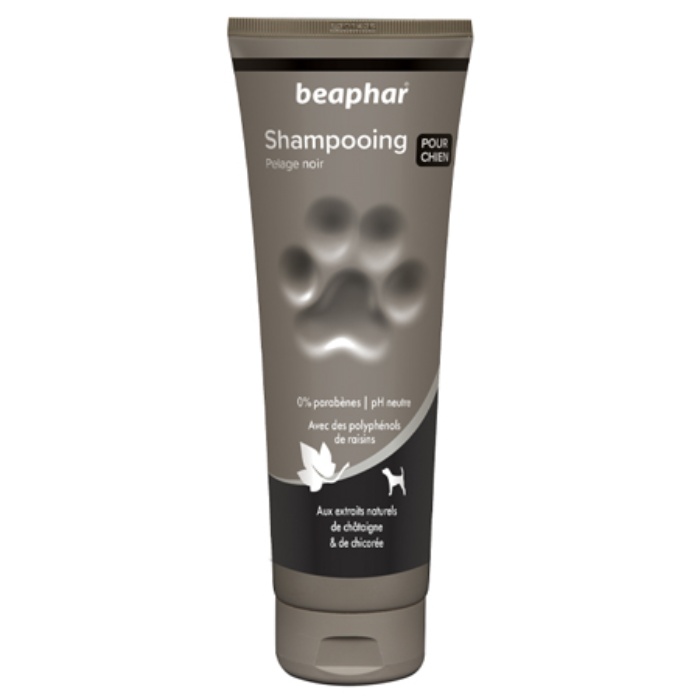 beaphar
Shampooing
POUR
CHIEN
Pelage noir
0% parabènes | pH neutre
Avec des polyphénols
de raisins
Aux extraits naturels
de châtaigne
& de chicorée